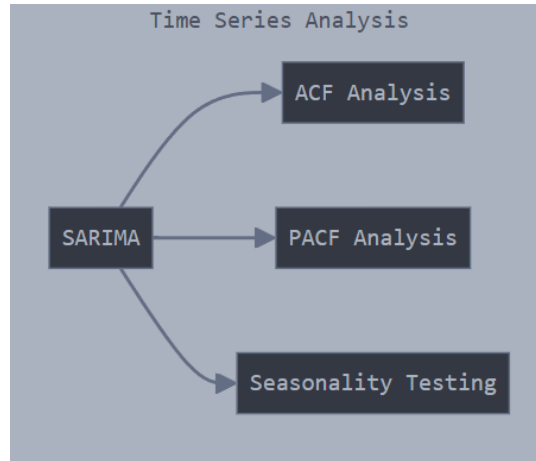 Time Series Analysis
ACF Analysis
SARIMA
PACF Analysis
Seasonality Testing